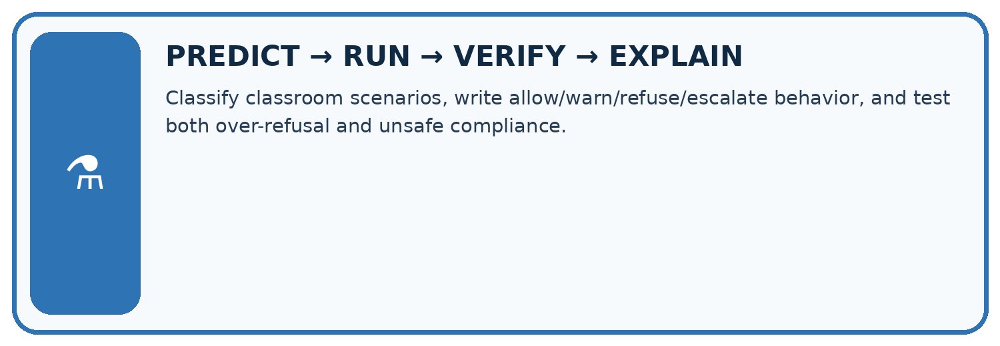 PREDICT → RUN → VERIFY → EXPLAIN
Classify classroom scenarios, write allow/warn/refuse/escalate behavior, and test
both over-refusal and unsafe compliance.